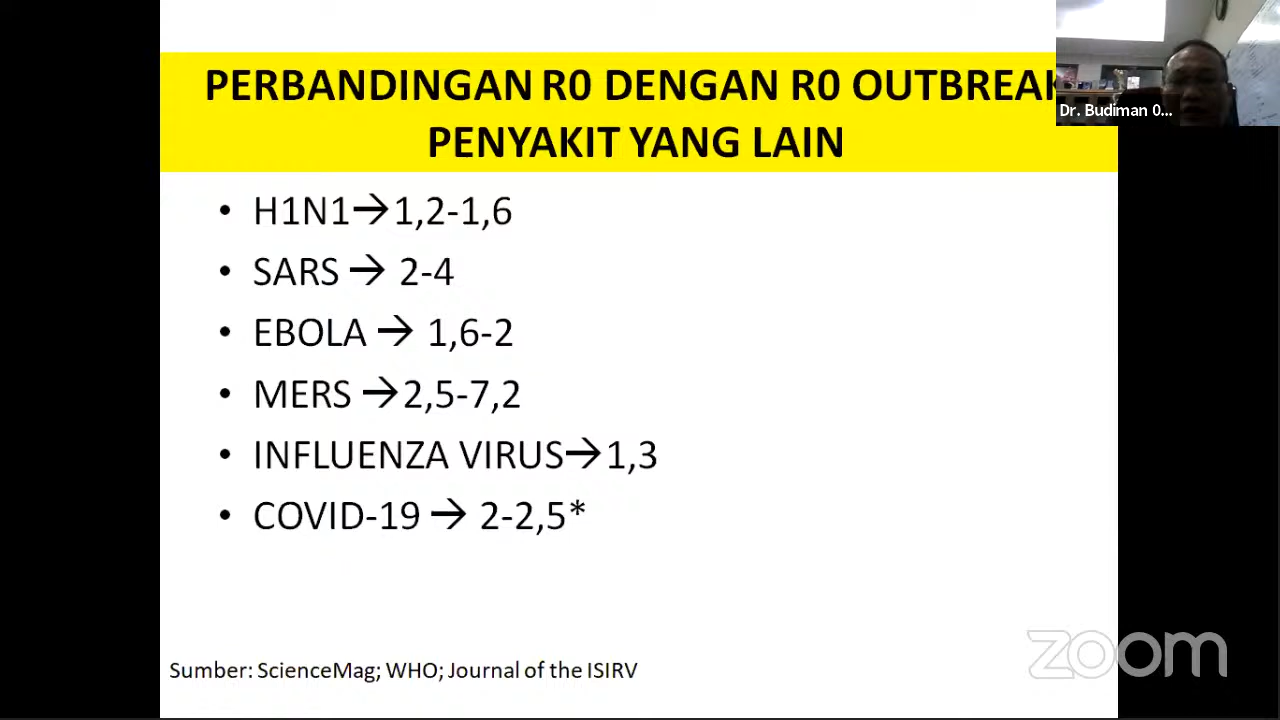 PERBANDINGAN R0 DENGAN R0 OUTBREAK
PENYAKIT YANG LAIN
Dr. Budiman 0...
• H1N1→1,2-1,6
• SARS → 2-4
• EBOLA → 1,6-2
• MERS →2,5-7,2
• INFLUENZA VIRUS→1,3
• COVID-19 → 2-2,5*
Sumber: ScienceMag; WHO; Journal of the ISIRV
zoom